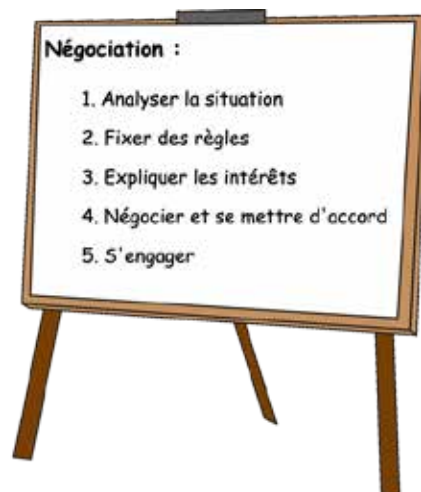 Négociation :
1. Analyser la situation
2. Fixer des règles
3. Expliquer les intérêts
4. Négocier et se mettre d'accord
5. S'engager